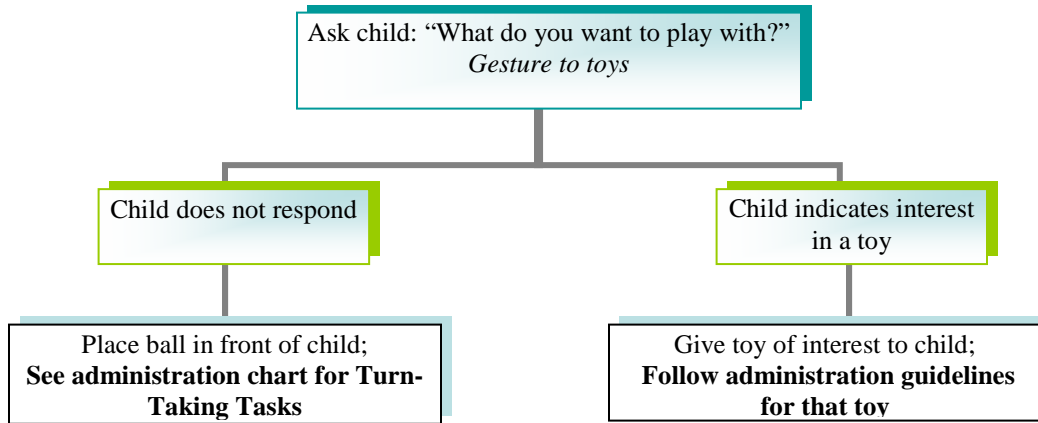 Ask child: “What do you want to play with?”
Gesture to toys
Child does not respond
Child indicates interest
in a toy
Place ball in front of child;
See administration chart for Turn-
Taking Tasks
Give toy of interest to child;
Follow administration guidelines
for that toy